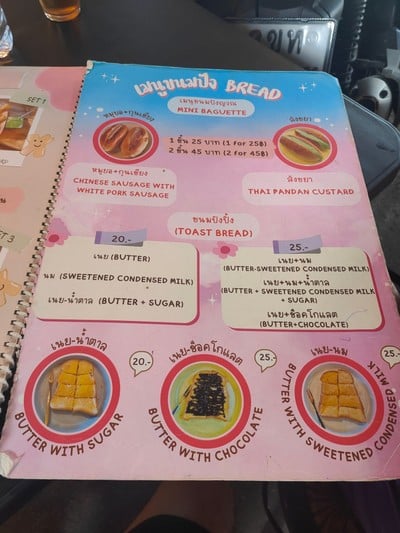 เมนูขนมปัง BREAD
เมนูขนมปังญวณ
MINI BAGUETTE
หมูยอ+กุนเชียง
สังขยา
1 ชิ้น 25 บาท (1 for 25฿)
2 ชิ้น 45 บาท (2 for 45฿)
หมูยอ+กุนเชียง
CHINESE SAUSAGE WITH
WHITE PORK SAUSAGE
สังขยา
THAI PANDAN CUSTARD
ขนมปังปิ้ง
(TOAST BREAD)
20.-
เนย (BUTTER)
นม (SWEETENED CONDENSED MILK)
เนย-น้ำตาล (BUTTER + SUGAR)
25.-
เนย+นม
(BUTTER-SWEETENED CONDENSED MILK)
เนย+นม+น้ำตาล
(BUTTER + SWEETENED CONDENSED MILK
+ SUGAR)
เนย+ช็อคโกแลต
(BUTTER+CHOCOLATE)
เนย-น้ำตาล
20.-
BUTTER WITH SUGAR
เนย-ช็อคโกแลต
25.-
BUTTER WITH CHOCOLATE
เนย-นม
25.-
BUTTER WITH SWEETENED CONDENSED MILK
SET 1
SET 3